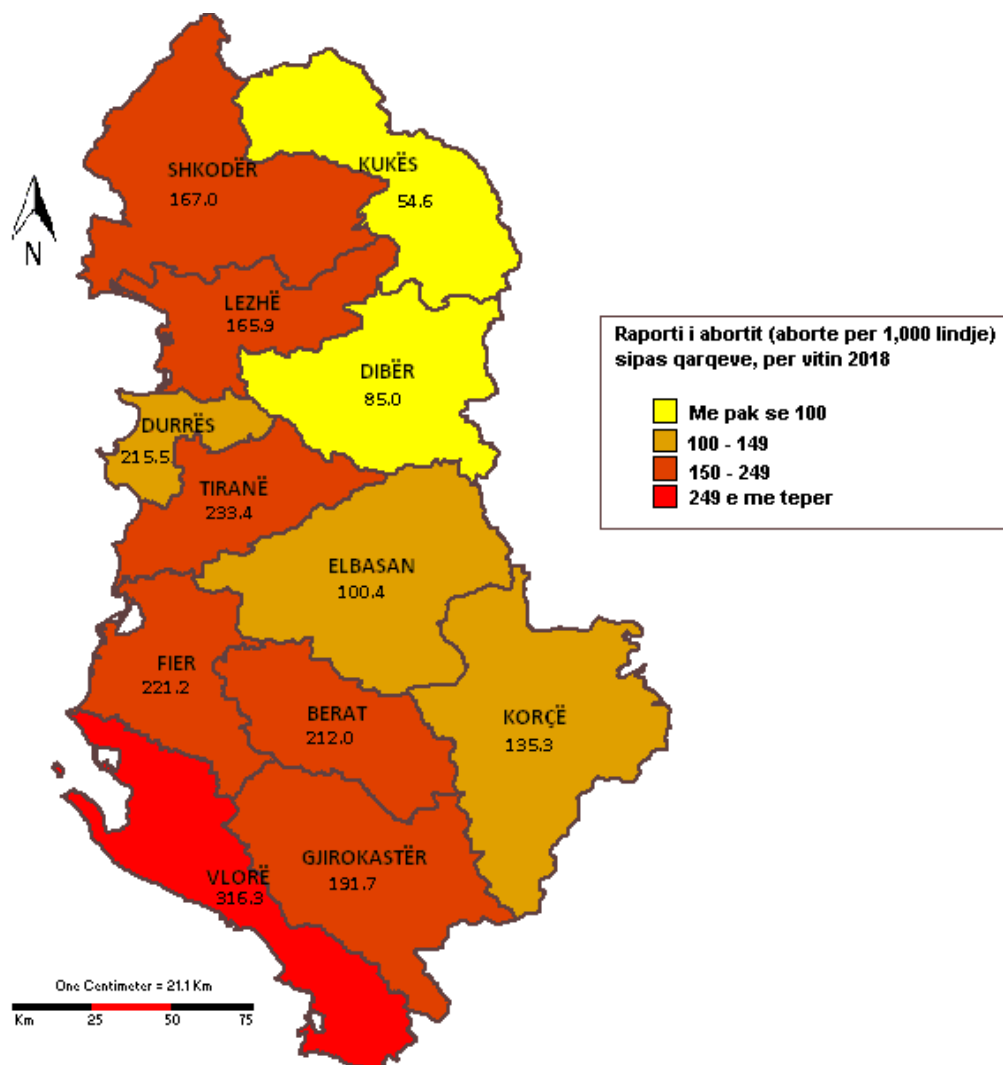 SHKODËR
167.0
KUKËS
54.6
N
LEZHË
165.9
DIBËR
85.0
DURRËS
215.5
TIRANË
233.4
ELBASAN
100.4
FIER
221.2
BERAT
212.0
KORÇË
135.3
GJIROKASTËR
191.7
VLORË
316.3
Raporti i abortit (aborte per 1,000 lindje)
sipas qarqeve, per vitin 2018
Me pak se 100
100 - 149
150 - 249
249 e me teper
One Centimeter = 21.1 Km
Km 25 50 75